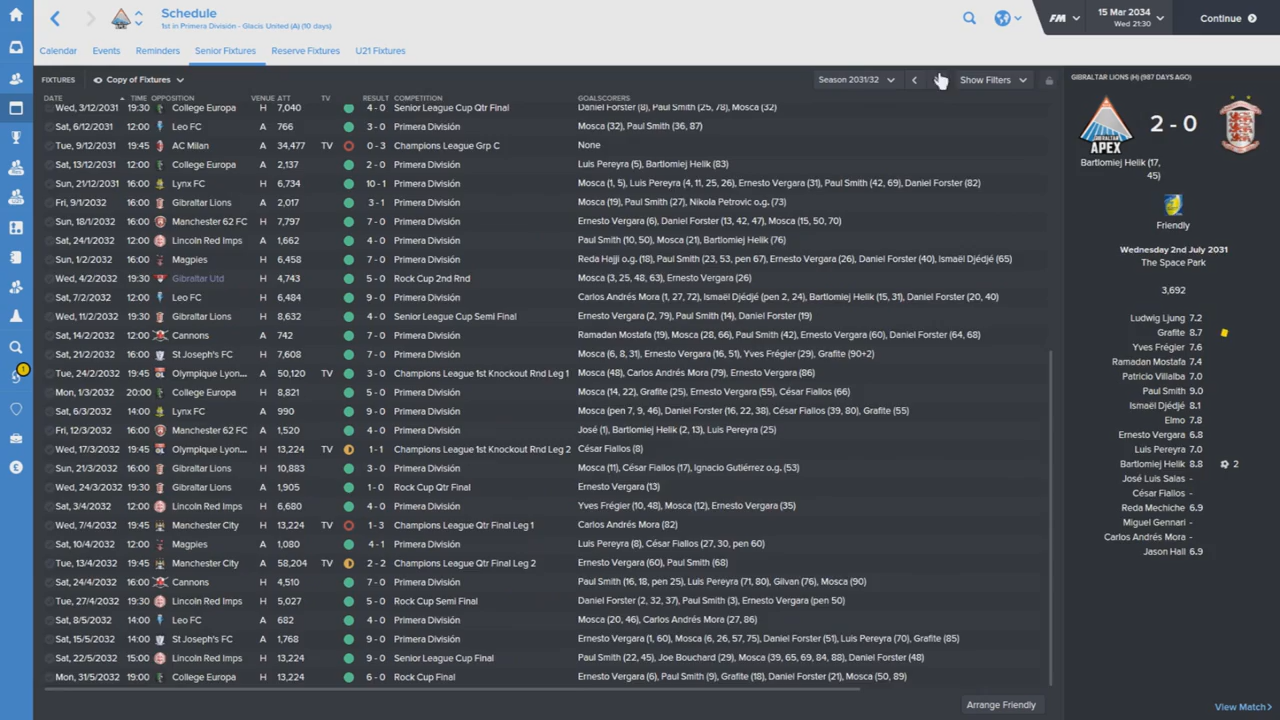 Schedule
1st in Primera División - Glacis United (A) (10 days)
FM
15 Mar 2034
Wed 21:30
Continue
Calendar Events Reminders Senior Fixtures Reserve Fixtures U21 Fixtures
FIXTURES Copy of Fixtures Season 2031/32 Show Filters
DATE TIME OPPOSITION VENUE ATT TV RESULT COMPETITION GOALSCORERS
Wed, 3/12/2031 19:30 College Europa H 7,040 4 - 0 Senior League Cup Qtr Final Daniel Forster (8), Paul Smith (25, 78), Mosca (32)
Sat, 6/12/2031 12:00 Leo FC A 766 3 - 0 Primera División Mosca (32), Paul Smith (36, 87)
Tue, 9/12/2031 19:45 AC Milan A 34,477 TV 0 - 3 Champions League Grp C None
Sat, 13/12/2031 12:00 College Europa A 2,137 2 - 0 Primera División Luis Pereyra (5), Bartlomiej Helik (83)
Sun, 21/12/2031 16:00 Lynx FC H 6,734 10 - 1 Primera División Mosca (1, 5), Luis Pereyra (4, 11, 25, 26), Ernesto Vergara (31), Paul Smith (42, 69), Daniel Forster (82)
Fri, 9/1/2032 16:00 Gibraltar Lions A 2,017 3 - 1 Primera División Mosca (19), Paul Smith (27), Nikola Petrovic o.g. (73)
Sun, 18/1/2032 16:00 Manchester 62 FC H 7,797 7 - 0 Primera División Ernesto Vergara (6), Daniel Forster (13, 42, 47), Mosca (15, 50, 70)
Sat, 24/1/2032 12:00 Lincoln Red Imps A 1,662 4 - 0 Primera División Paul Smith (10, 50), Mosca (21), Bartlomiej Helik (76)
Sun, 1/2/2032 16:00 Magpies H 6,458 7 - 0 Primera División Reda Hajji o.g. (18), Paul Smith (23, 53, pen 67), Ernesto Vergara (26), Daniel Forster (40), Ismaël Djédjé (65)
Wed, 4/2/2032 19:30 Gibraltar Utd H 4,743 5 - 0 Rock Cup 2nd Rnd Mosca (3, 25, 48, 63), Ernesto Vergara (26)
Sat, 7/2/2032 12:00 Leo FC H 6,484 9 - 0 Primera División Carlos Andrés Mora (1, 27, 72), Ismaël Djédjé (pen 2, 24), Bartlomiej Helik (15, 31), Daniel Forster (20, 40)
Wed, 11/2/2032 19:30 Gibraltar Lions H 8,632 4 - 0 Senior League Cup Semi Final Ernesto Vergara (2, 79), Paul Smith (14), Daniel Forster (19)
Sat, 14/2/2032 12:00 Cannons A 742 7 - 0 Primera División Ramadan Mostafa (19), Mosca (28, 66), Paul Smith (42), Ernesto Vergara (60), Daniel Forster (64, 68)
Sat, 21/2/2032 16:00 St Joseph's FC H 7,608 7 - 0 Primera División Mosca (6, 8, 31), Ernesto Vergara (16, 51), Yves Frégier (29), Grafite (90+2)
Tue, 24/2/2032 19:45 Olympique Lyon... A 50,120 TV 3 - 0 Champions League 1st Knockout Rnd Leg 1 Mosca (48), Carlos Andrés Mora (79), Ernesto Vergara (86)
Mon, 1/3/2032 20:00 College Europa H 8,821 4 - 0 Primera División Mosca (14, 22), Grafite (25), Ernesto Vergara (55), César Fiallos (66)
Sat, 6/3/2032 14:00 Lynx FC A 990 9 - 0 Primera División Mosca (pen 7, 9, 46), Daniel Forster (16, 22, 38), César Fiallos (39, 80), Grafite (55)
Fri, 12/3/2032 16:00 Manchester 62 FC A 1,520 4 - 0 Primera División José (1), Bartlomiej Helik (2, 13), Luis Pereyra (25)
Wed, 17/3/2032 19:45 Olympique Lyon... H 13,224 TV 1 - 1 Champions League 1st Knockout Rnd Leg 2 César Fiallos (8)
Sun, 21/3/2032 16:00 Gibraltar Lions H 10,883 3 - 0 Primera División Mosca (11), César Fiallos (17), Ignacio Gutiérrez o.g. (53)
Wed, 24/3/2032 19:30 Gibraltar Lions A 1,905 1 - 0 Rock Cup Qtr Final Ernesto Vergara (13)
Sat, 3/4/2032 12:00 Lincoln Red Imps H 6,680 4 - 0 Primera División Yves Frégier (10, 48), Mosca (12), Ernesto Vergara (35)
Wed, 7/4/2032 19:45 Manchester City H 13,224 TV 1 - 3 Champions League Qtr Final Leg 1 Carlos Andrés Mora (82)
Sat, 10/4/2032 12:00 Magpies A 1,080 4 - 1 Primera División Luis Pereyra (8), César Fiallos (27, 30, pen 60)
Tue, 13/4/2032 19:45 Manchester City A 58,204 TV 2 - 2 Champions League Qtr Final Leg 2 Ernesto Vergara (60), Paul Smith (68)
Sat, 24/4/2032 16:00 Cannons H 4,510 7 - 0 Primera División Paul Smith (16, 18, pen 25), Luis Pereyra (71, 80), Gilvan (76), Mosca (90)
Tue, 27/4/2032 19:30 Lincoln Red Imps H 5,027 5 - 0 Rock Cup Semi Final Daniel Forster (2, 32, 37), Paul Smith (3), Ernesto Vergara (pen 50)
Sat, 8/5/2032 14:00 Leo FC A 682 4 - 0 Primera División Mosca (20, 46), Carlos Andrés Mora (27, 86)
Sat, 15/5/2032 14:00 St Joseph's FC A 1,768 9 - 0 Primera División Ernesto Vergara (1, 60), Mosca (6, 26, 57, 75), Daniel Forster (51), Luis Pereyra (70), Grafite (85)
Sat, 22/5/2032 15:00 Lincoln Red Imps H 13,224 9 - 0 Senior League Cup Final Paul Smith (22, 45), Joe Bouchard (29), Mosca (39, 65, 69, 84, 88), Daniel Forster (48)
Mon, 31/5/2032 19:00 College Europa H 13,224 6 - 0 Rock Cup Final Ernesto Vergara (6), Paul Smith (9), Grafite (18), Daniel Forster (21), Mosca (50, 89)
Arrange Friendly
GIBRALTAR LIONS (H) (987 DAYS AGO)
GIBRALTAR
APEX
2 - 0
Bartlomiej Helik (17,
45)
Friendly
Wednesday 2nd July 2031
The Space Park
3,692
Ludwig Ljung 7.2
Grafite 8.7
Yves Frégier 7.6
Ramadan Mostafa 7.4
Patricio Villalba 7.0
Paul Smith 9.0
Ismaël Djédjé 8.1
Elmo 7.8
Ernesto Vergara 6.8
Luis Pereyra 7.0
Bartlomiej Helik 8.8 2
José Luis Salas -
César Fiallos -
Reda Mechiche 6.9
Miguel Gennari -
Carlos Andrés Mora -
Jason Hall 6.9
View Match>
1